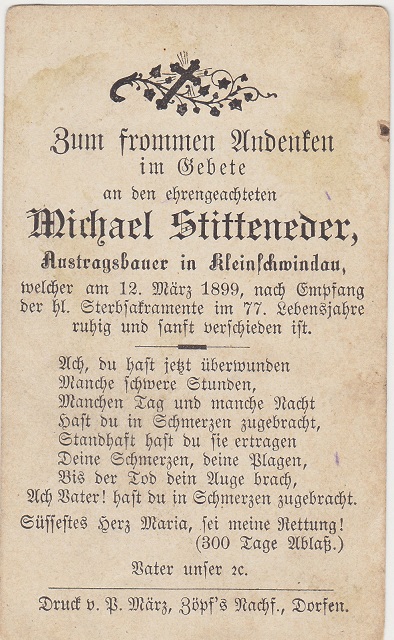 Zum frommen Andenken
im Gebete
an den ehrengeachteten
Michael Stitteneder,
Austragsbauer in Kleinschwindau,
welcher am 12. März 1899, nach Empfang
der hl. Sterbsakramente im 77. Lebensjahre
ruhig und sanft verschieden ist.
Ach, du hast jetzt überwunden
Manche schwere Stunden,
Manchen Tag und manche Nacht
Hast du in Schmerzen zugebracht,
Standhaft hast du sie ertragen
Deine Schmerzen, deine Plagen,
Bis der Tod dein Auge brach,
Ach Vater! hast du in Schmerzen zugebracht.
Süssestes Herz Maria, sei meine Rettung!
(300 Tage Ablaß.)
Vater unser ꝛc.
Druck v. P. März, Zöpf's Nachf., Dorfen.